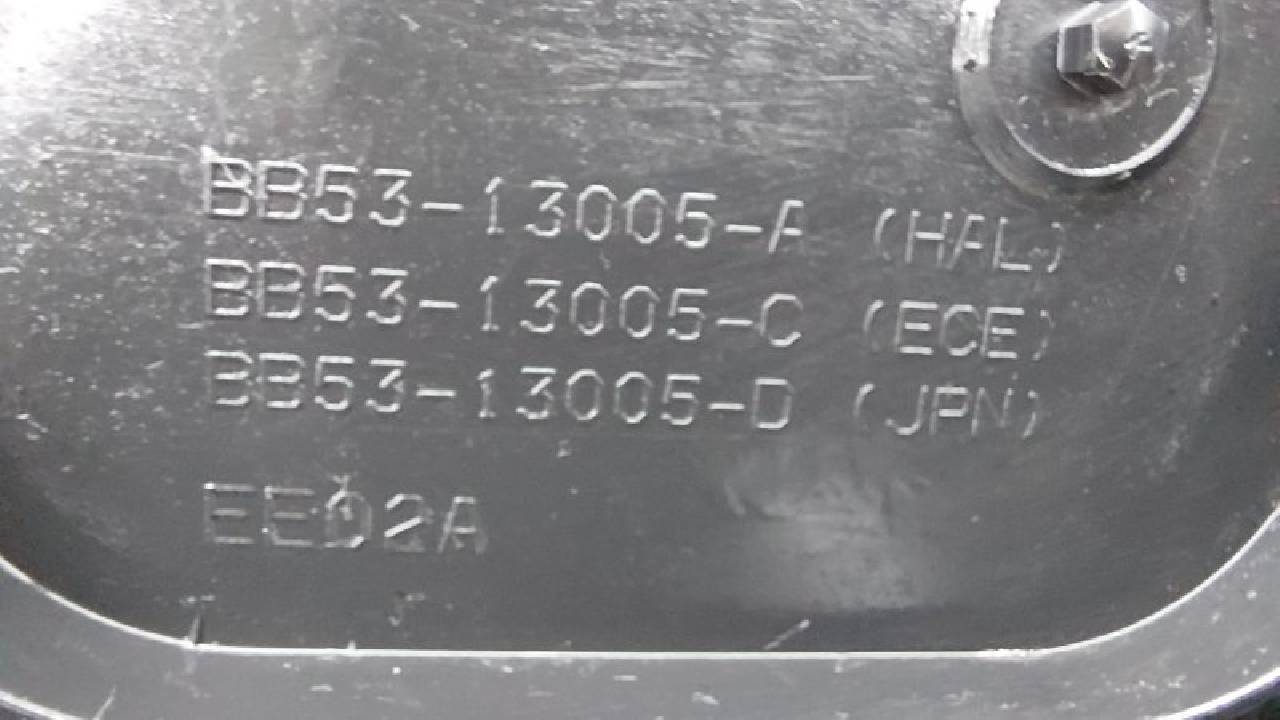 BB53-13005-A (HAL)
BB53-13005-C (ECE)
BB53-13005-D (JPN)
EE02A